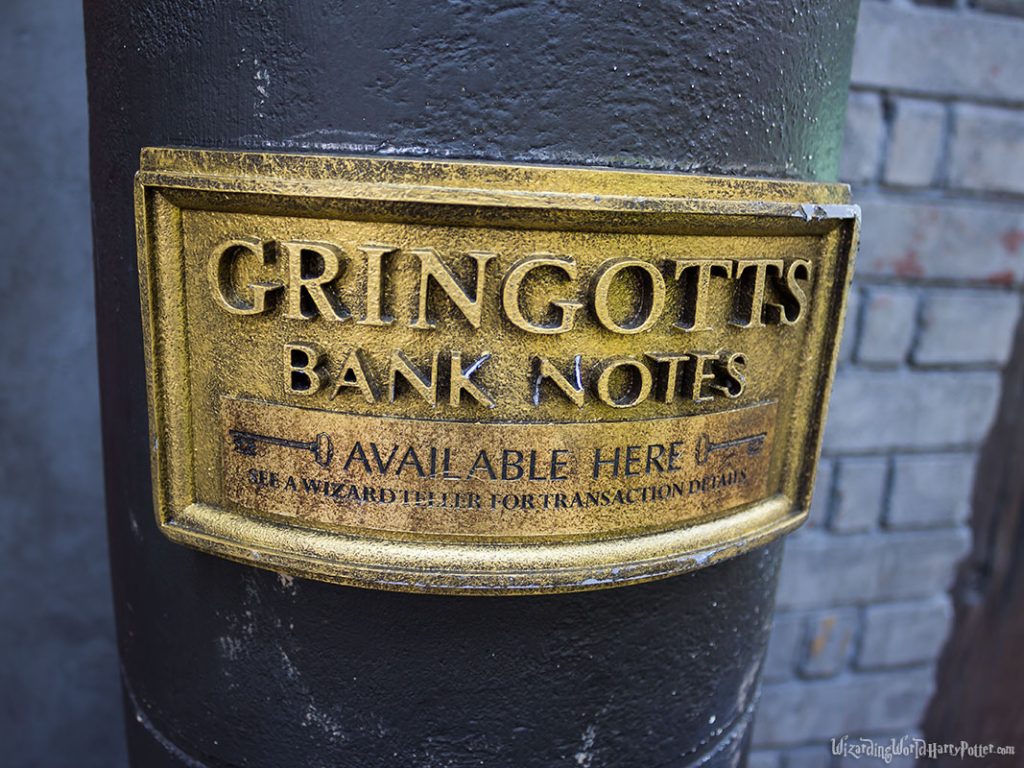 GRINGOTTS
BANK NOTES
AVAILABLE HERE
SEE A WIZARD TELLER FOR TRANSACTION DETAILS
WizardingWorldHarryPotter.com